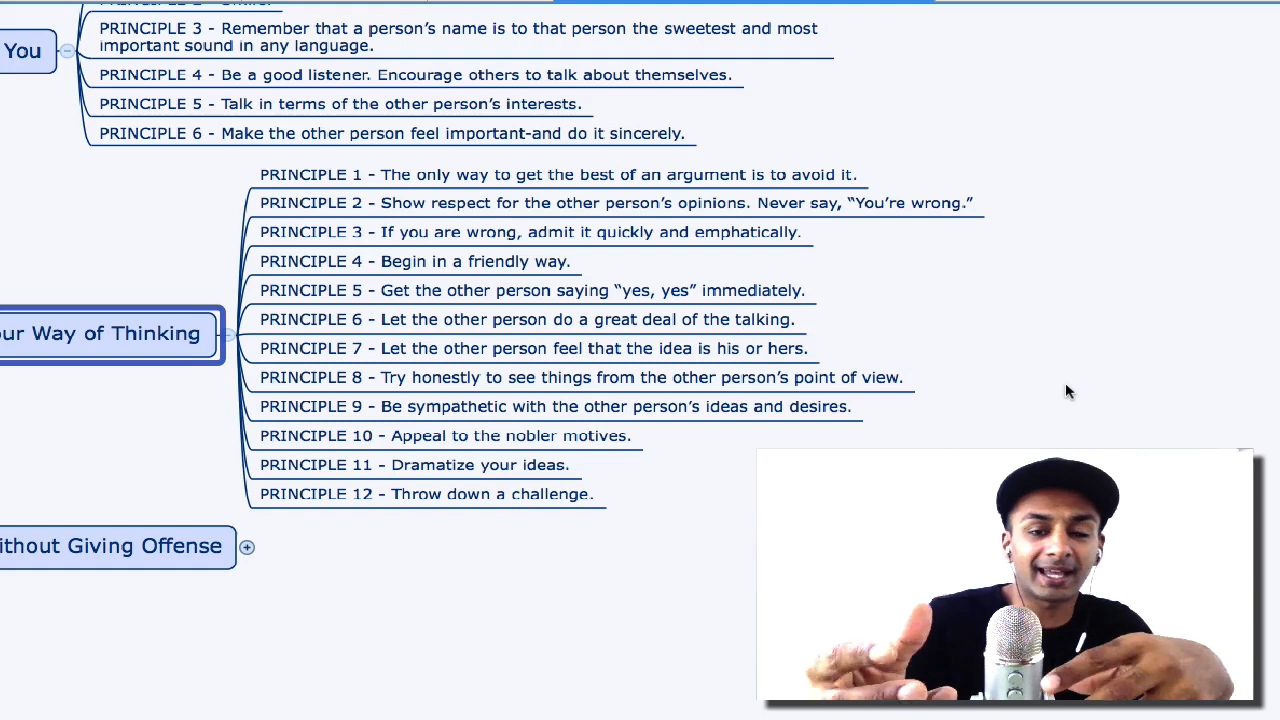 You
PRINCIPLE 3 - Remember that a person's name is to that person the sweetest and most
important sound in any language.
PRINCIPLE 4 - Be a good listener. Encourage others to talk about themselves.
PRINCIPLE 5 - Talk in terms of the other person's interests.
PRINCIPLE 6 - Make the other person feel important-and do it sincerely.
PRINCIPLE 1 - The only way to get the best of an argument is to avoid it.
PRINCIPLE 2 - Show respect for the other person's opinions. Never say, “You're wrong.”
PRINCIPLE 3 - If you are wrong, admit it quickly and emphatically.
PRINCIPLE 4 - Begin in a friendly way.
PRINCIPLE 5 - Get the other person saying “yes, yes” immediately.
PRINCIPLE 6 - Let the other person do a great deal of the talking.
PRINCIPLE 7 - Let the other person feel that the idea is his or hers.
PRINCIPLE 8 - Try honestly to see things from the other person's point of view.
PRINCIPLE 9 - Be sympathetic with the other person's ideas and desires.
PRINCIPLE 10 - Appeal to the nobler motives.
PRINCIPLE 11 - Dramatize your ideas.
PRINCIPLE 12 - Throw down a challenge.
our Way of Thinking
ithout Giving Offense